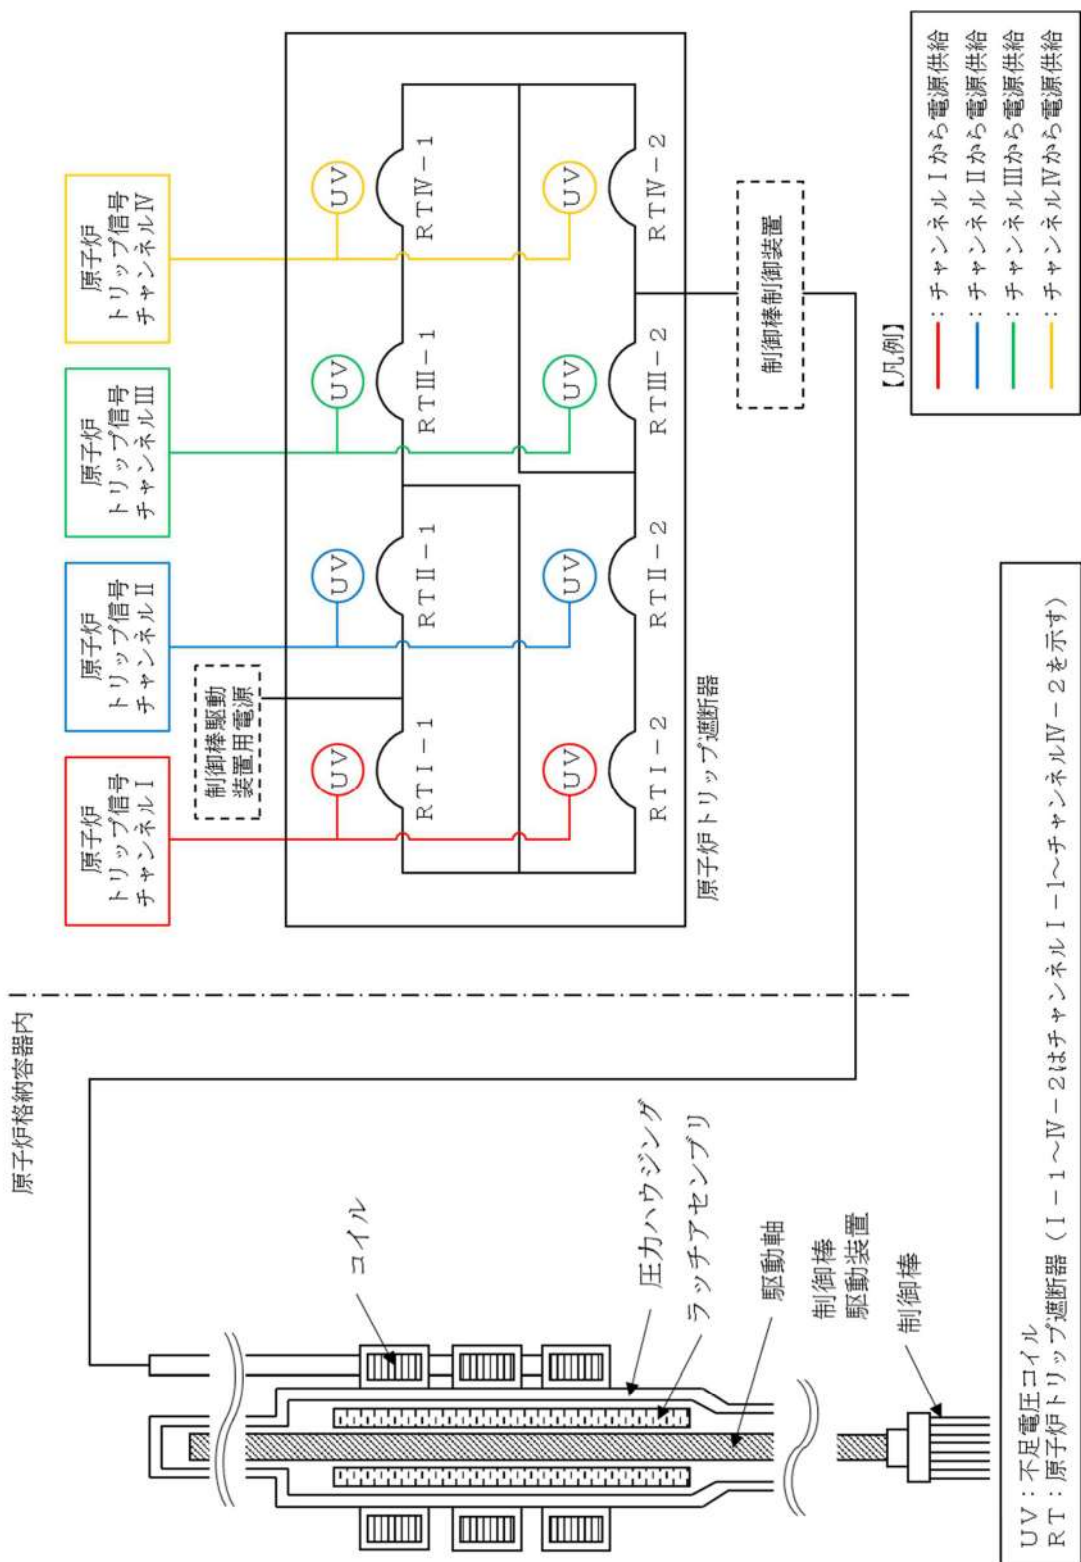 原子炉格納容器内
原子炉
トリップ信号
チャンネルⅠ
原子炉
トリップ信号
チャンネルⅡ
原子炉
トリップ信号
チャンネルⅢ
原子炉
トリップ信号
チャンネルⅣ
制御棒駆動
装置用電源
UV
UV
UV
UV
RTⅠ-1
RTⅡ-1
RTⅢ-1
RTⅣ-1
UV
UV
UV
UV
RTⅠ-2
RTⅡ-2
RTⅢ-2
RTⅣ-2
原子炉トリップ遮断器
制御棒制御装置
コイル
圧力ハウジング
ラッチアセンブリ
駆動軸
制御棒
駆動装置
制御棒
【凡例】
:チャンネルⅠから電源供給
:チャンネルⅡから電源供給
:チャンネルⅢから電源供給
:チャンネルⅣから電源供給
UV:不足電圧コイル
RT:原子炉トリップ遮断器(Ⅰ-1~Ⅳ-2はチャンネルⅠ-1~チャンネルⅣ-2を示す)